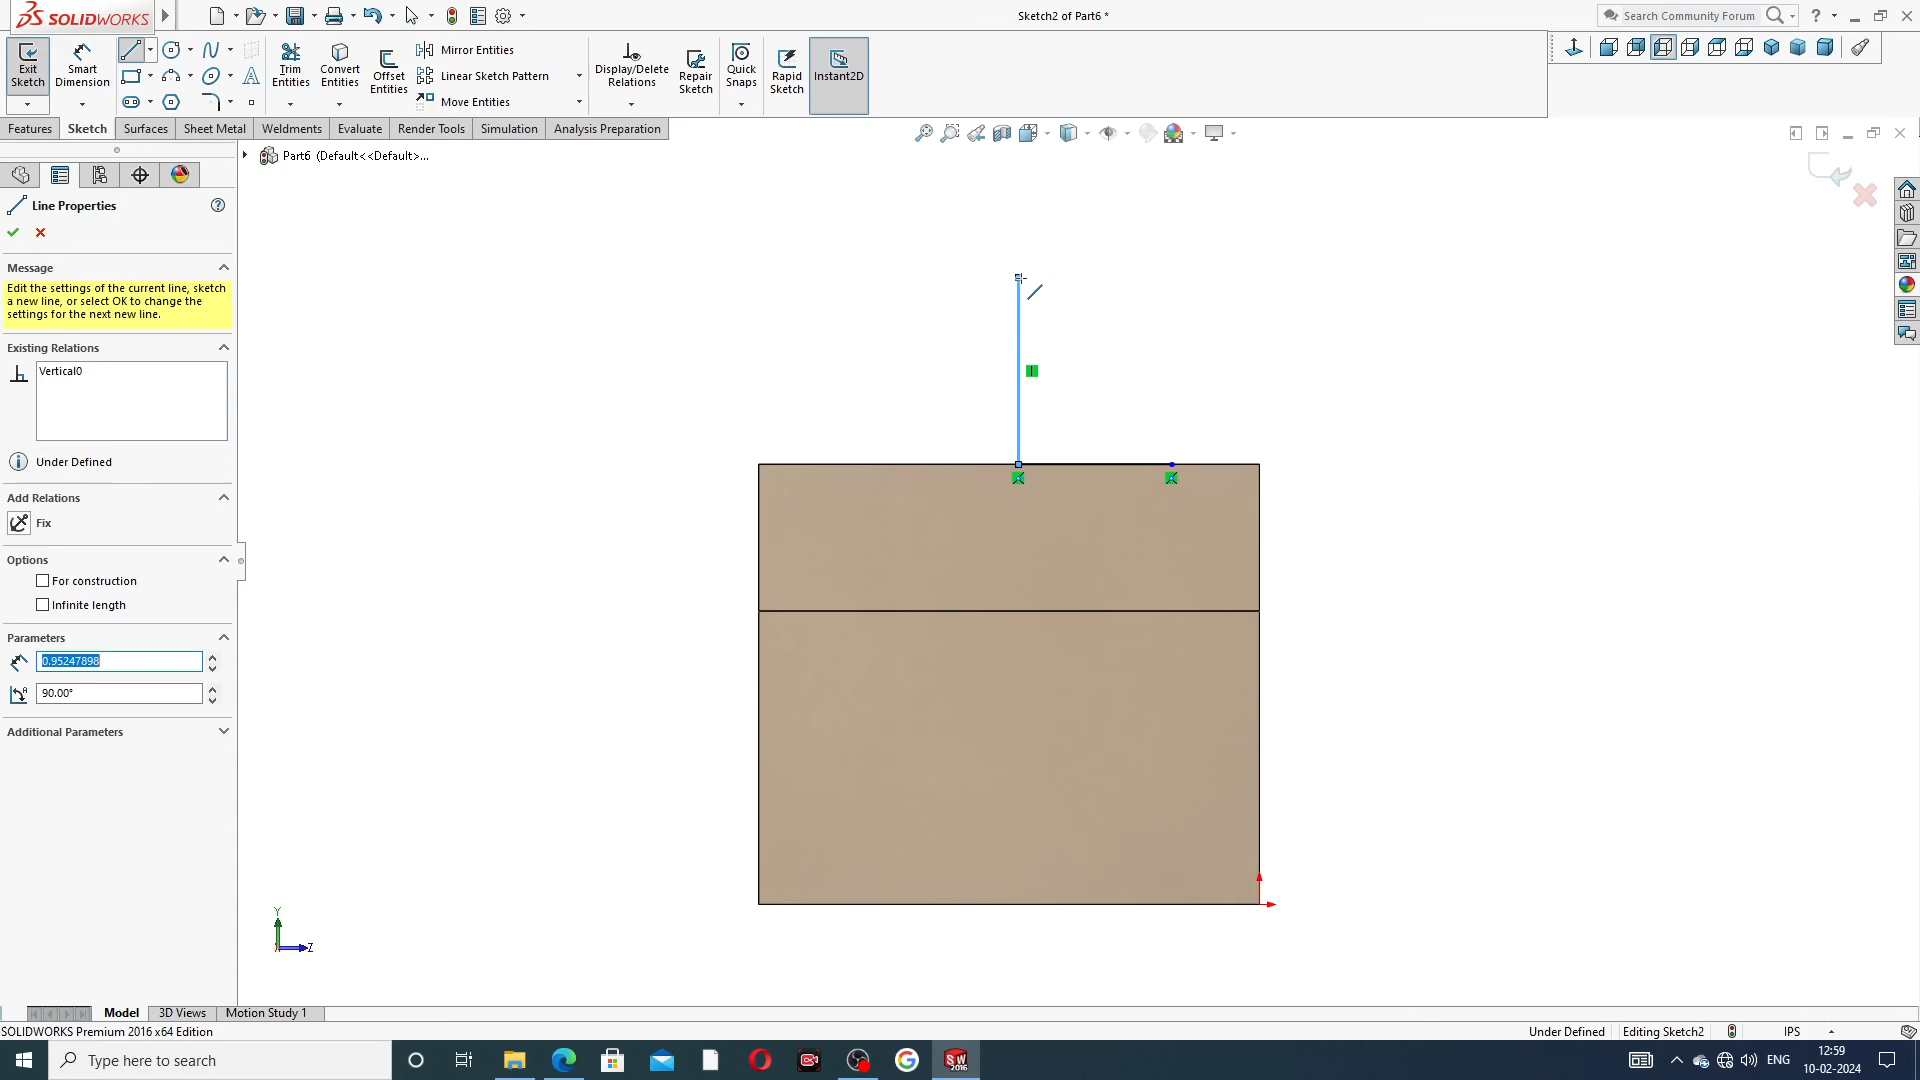 SOLIDWORKS
Sketch2 of Part6 *
Search Community Forum
Exit Sketch
Smart Dimension
Trim Entities
Convert Entities
Offset Entities
Mirror Entities
Linear Sketch Pattern
Move Entities
Display/Delete Relations
Repair Sketch
Quick Snaps
Rapid Sketch
Instant2D
Features
Sketch
Surfaces
Sheet Metal
Weldments
Evaluate
Render Tools
Simulation
Analysis Preparation
Part6 (Default<<Default>...
Line Properties
Message
Edit the settings of the current line, sketch
a new line, or select OK to change the
settings for the next new line.
Existing Relations
Vertical0
Under Defined
Add Relations
Fix
Options
For construction
Infinite length
Parameters
0.95247898
90.00°
Additional Parameters
Y
Z
Model
3D Views
Motion Study 1
SOLIDWORKS Premium 2016 x64 Edition
Under Defined
Editing Sketch2
IPS
Type here to search
SW
2016
ENG
12:59
10-02-2024